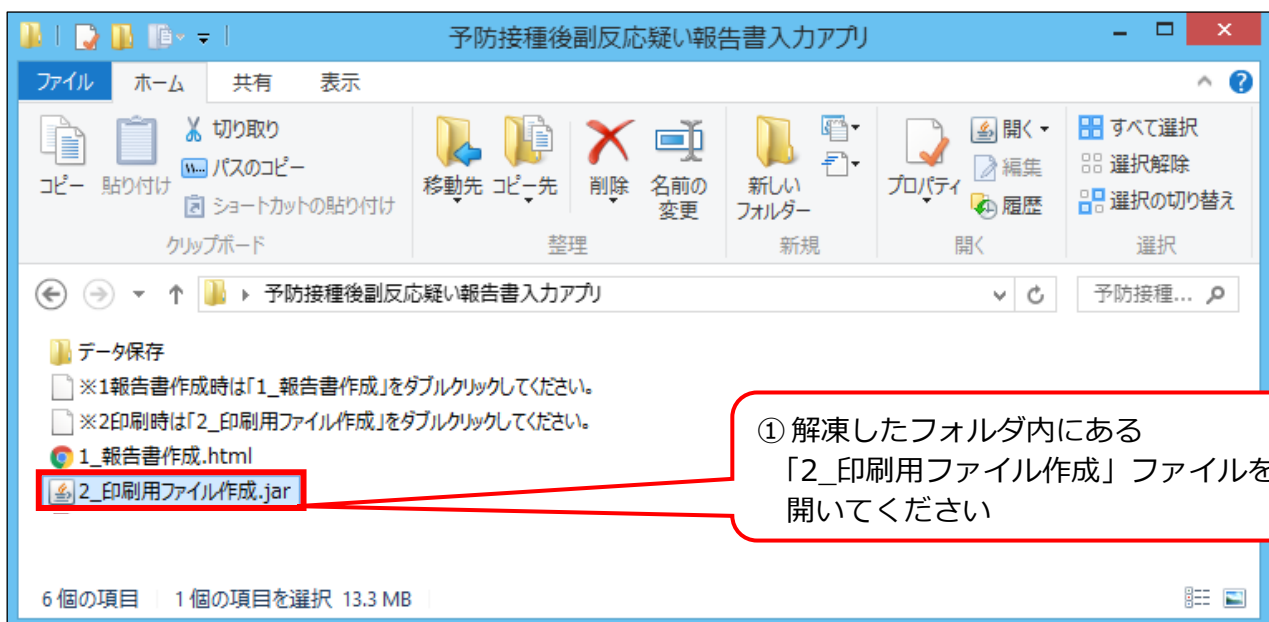 予防接種後副反応疑い報告書入力アプリ
ファイル ホーム 共有 表示
コピー 貼り付け 切り取り
パスのコピー
ショートカットの貼り付け
クリップボード
移動先 コピー先 削除 名前の変更
整理
新しいフォルダー
新規
プロパティ 開く
編集
履歴
開く
すべて選択
選択解除
選択の切り替え
選択
予防接種後副反応疑い報告書入力アプリ
予防接種...
データ保存
※1報告書作成時は「1_報告書作成」をダブルクリックしてください。
※2印刷時は「2_印刷用ファイル作成」をダブルクリックしてください。
1_報告書作成.html
2_印刷用ファイル作成.jar
① 解凍したフォルダ内にある
「2_印刷用ファイル作成」ファイルを
開いてください
6 個の項目 1 個の項目を選択 13.3 MB